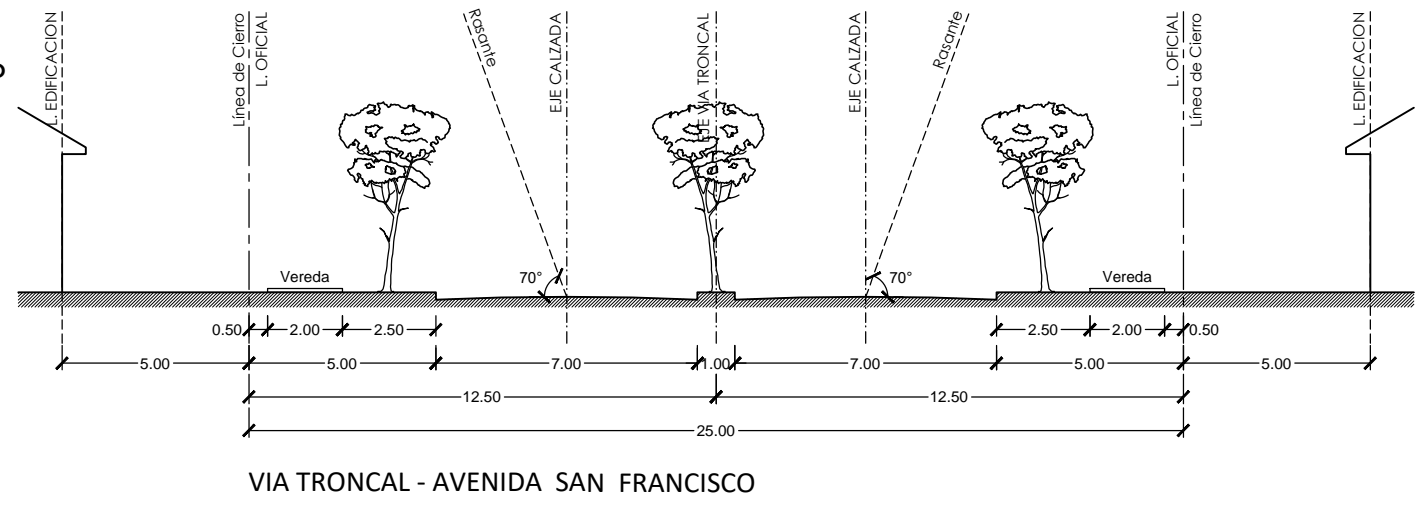 L. EDIFICACION
Línea de Cierro
L. OFICIAL
Rasante
EJE CALZADA
EJE VIA TRONCAL
EJE CALZADA
Rasante
L. OFICIAL
Línea de Cierro
L. EDIFICACION
Vereda
70°
70°
Vereda
0.50 2.00 2.50 2.50 2.00 0.50
5.00 5.00 7.00 1.00 7.00 5.00 5.00
12.50 12.50
25.00
VIA TRONCAL - AVENIDA SAN FRANCISCO